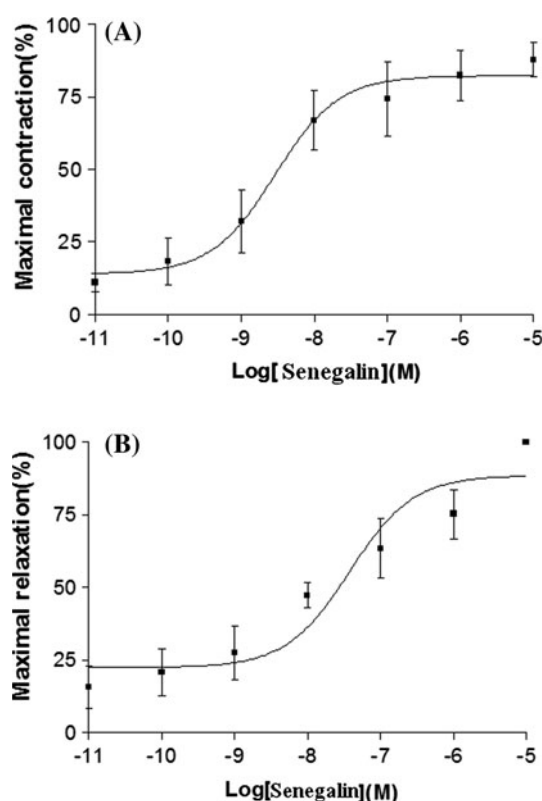 (A)
Maximal contraction(%)
100
75
50
25
0
-11 -10 -9 -8 -7 -6 -5
Log[Senegalin](M)
(B)
Maximal relaxation(%)
100
75
50
25
0
-11 -10 -9 -8 -7 -6 -5
Log[Senegalin](M)